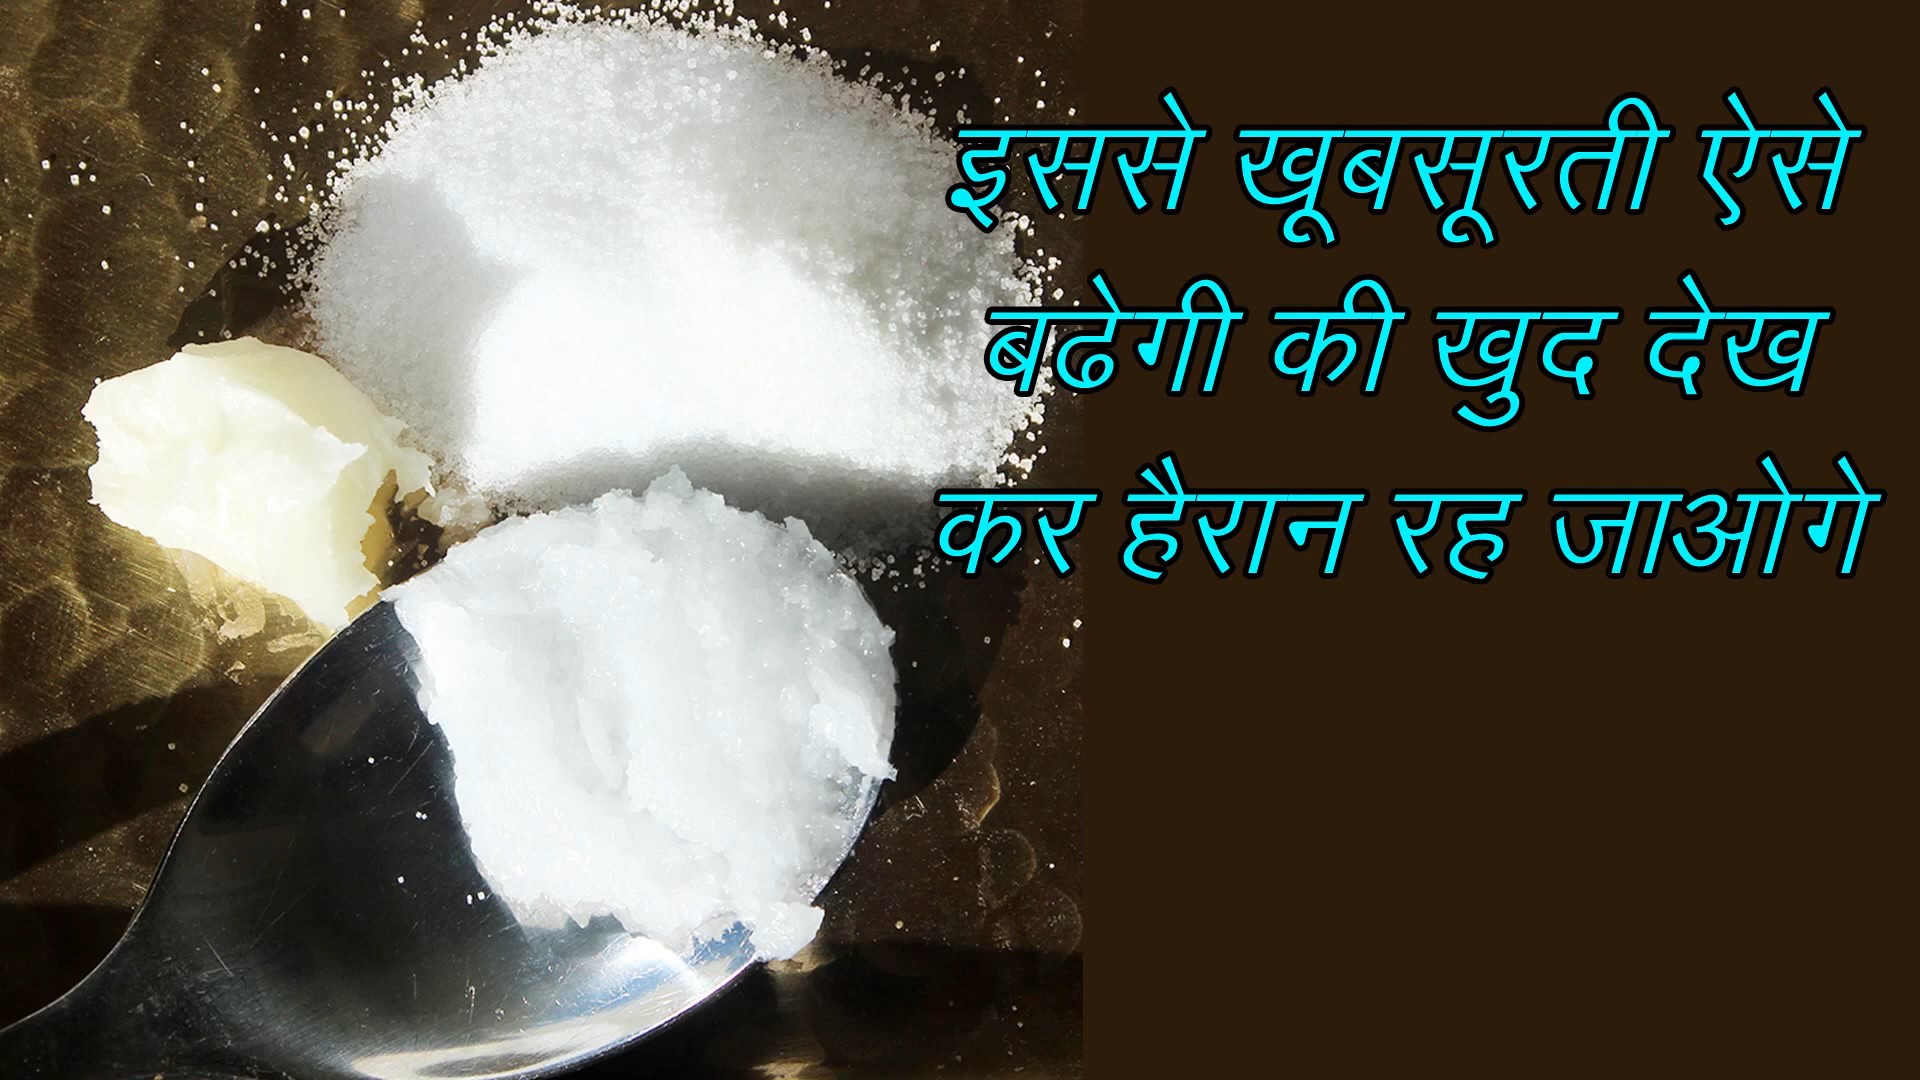 इससे खूबसूरती ऐसे
बढेगी की खुद देख
कर हैरान रह जाओगे